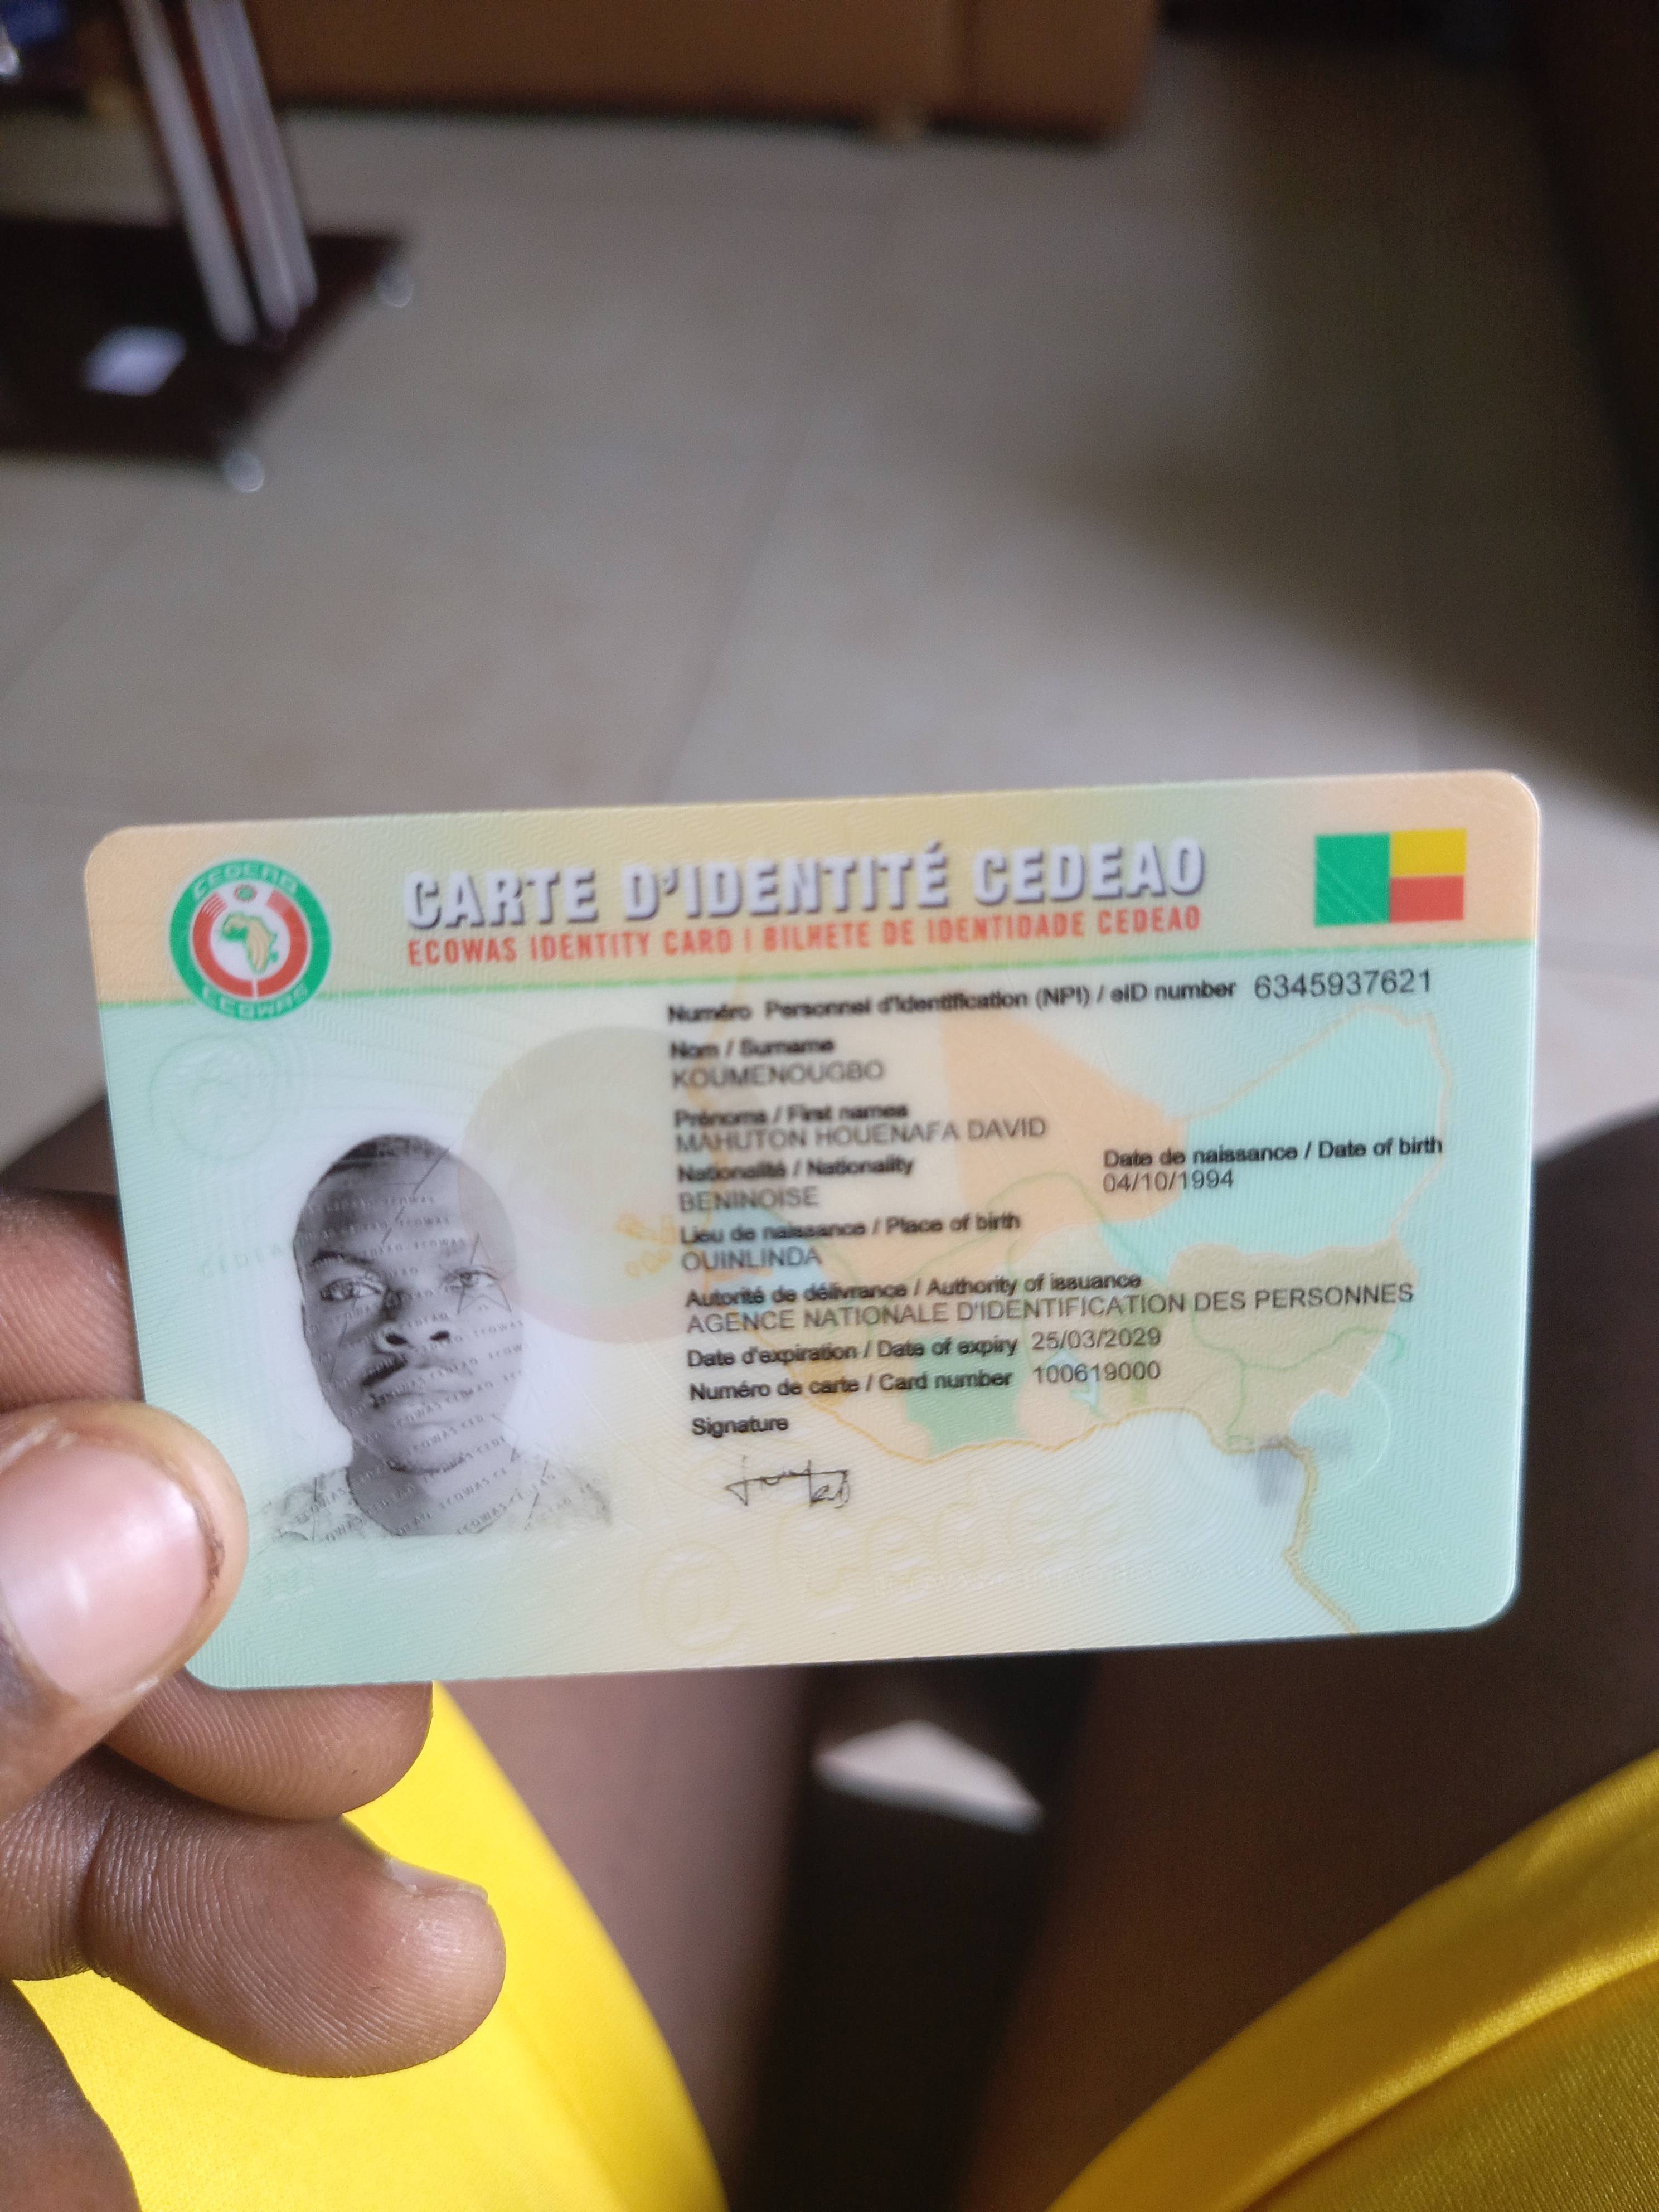 CEDEAO
ECOWAS
CARTE D'IDENTITÉ CEDEAO
ECOWAS IDENTITY CARD | BILHETE DE IDENTIDADE CEDEAO
Numéro Personnel d'Identification (NPI) / eID number 6345937621
Nom / Surname
KOUMENOUGBO
Prénoms / First names
MAHUTON HOUENAFA DAVID
Nationalité / Nationality
BENINOISE
Date de naissance / Date of birth
04/10/1994
Lieu de naissance / Place of birth
OUINLINDA
Autorité de délivrance / Authority of issuance
AGENCE NATIONALE D'IDENTIFICATION DES PERSONNES
Date d'expiration / Date of expiry 25/03/2029
Numéro de carte / Card number 100619000
Signature